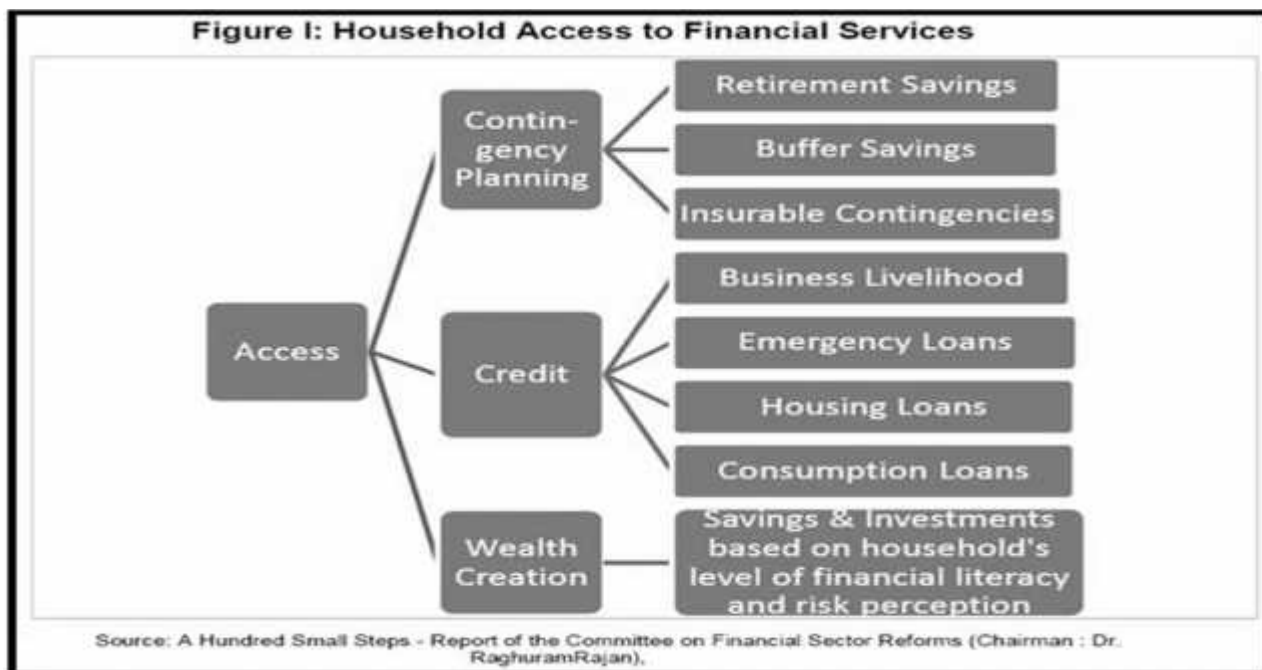 Figure I: Household Access to Financial Services
Access
Contin-
gency
Planning
Retirement Savings
Buffer Savings
Insurable Contingencies
Credit
Business Livelihood
Emergency Loans
Housing Loans
Consumption Loans
Wealth
Creation
Savings & Investments
based on household's
level of financial literacy
and risk perception
Source: A Hundred Small Steps - Report of the Committee on Financial Sector Reforms (Chairman : Dr.
RaghuramRajan),